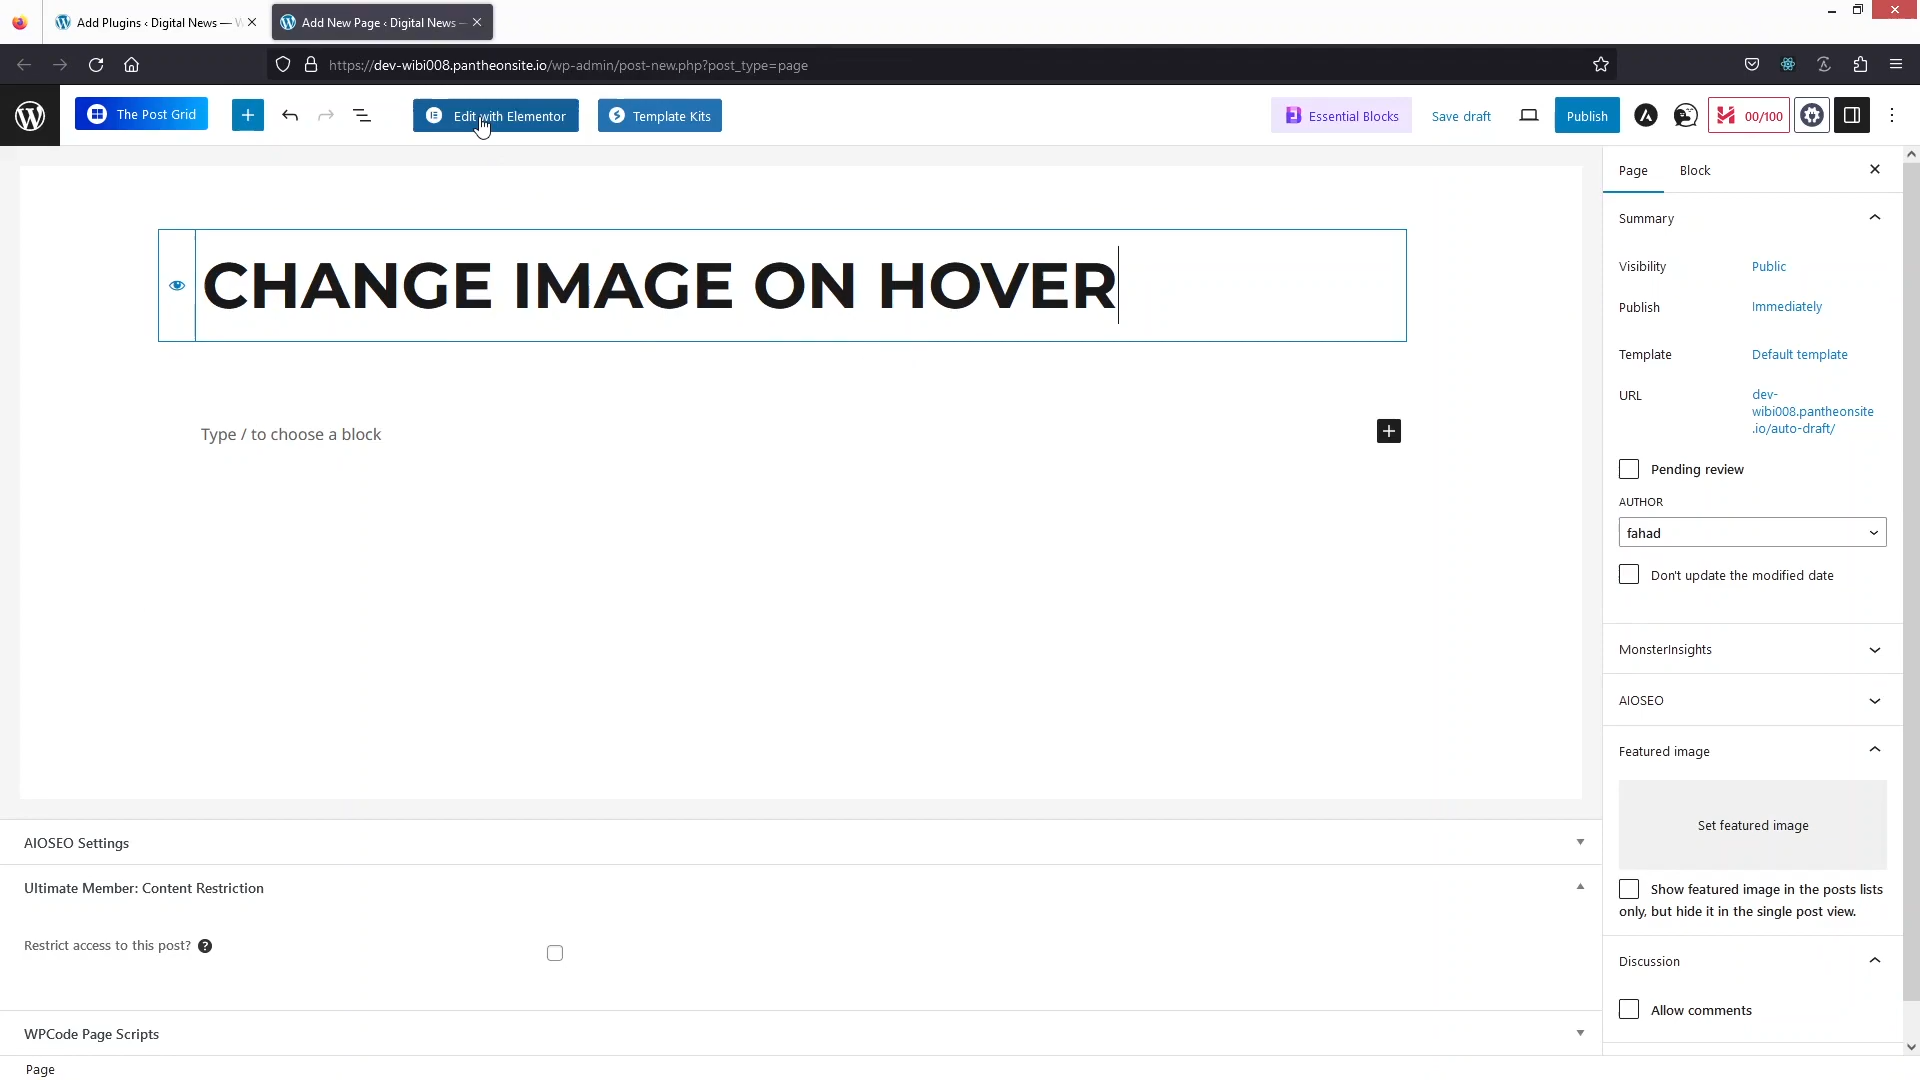 Add Plugins ‹ Digital News — W
Add New Page ‹ Digital News —
https://dev-wibi008.pantheonsite.io/wp-admin/post-new.php?post_type=page
The Post Grid
Edit with Elementor
Template Kits
Essential Blocks
Save draft
Publish
00/100
Page
Block
Summary
CHANGE IMAGE ON HOVER
Visibility
Public
Publish
Immediately
Template
Default template
URL
dev-
wibi008.pantheonsite
.io/auto-draft/
Type / to choose a block
Pending review
AUTHOR
fahad
Don't update the modified date
MonsterInsights
AIOSEO
Featured image
Set featured image
AIOSEO Settings
Ultimate Member: Content Restriction
Show featured image in the posts lists
only, but hide it in the single post view.
Restrict access to this post?
Discussion
Allow comments
WPCode Page Scripts
Page